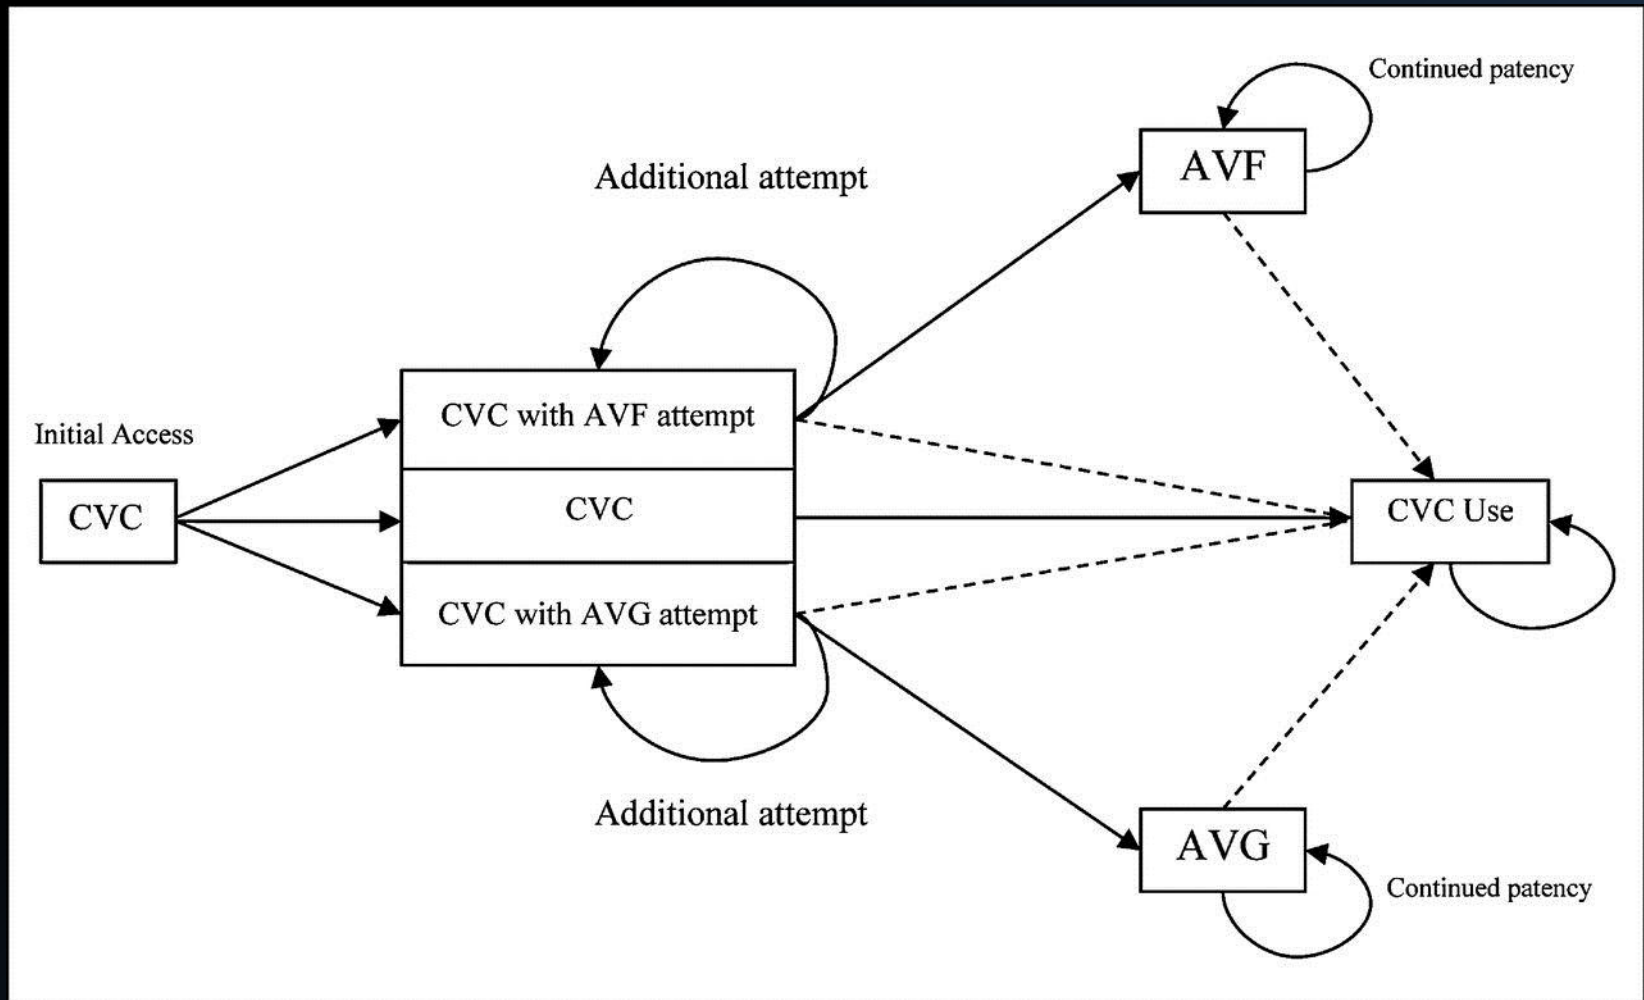 Continued patency
AVF
Additional attempt
CVC with AVF attempt
Initial Access
CVC
CVC
CVC Use
CVC with AVG attempt
Additional attempt
AVG
Continued patency